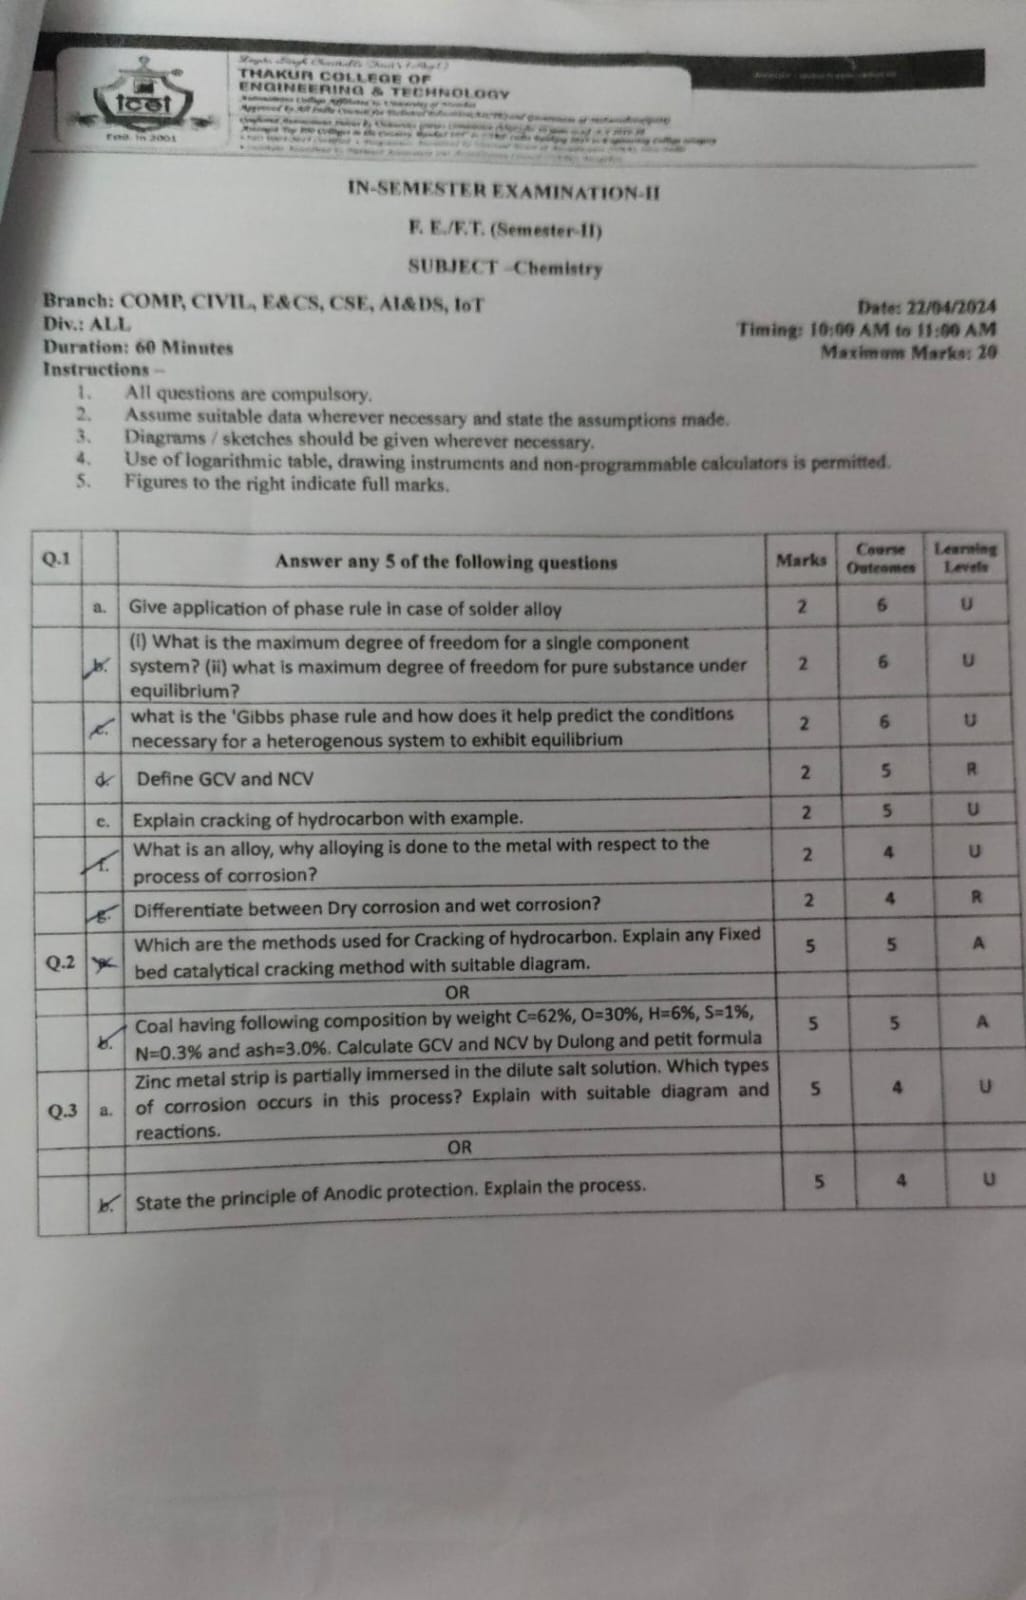 tcet
Estd. in 2001
THAKUR COLLEGE OF
ENGINEERING & TECHNOLOGY
IN-SEMESTER EXAMINATION-II
F. E./F.T. (Semester-II)
SUBJECT –Chemistry
Branch: COMP, CIVIL, E&CS, CSE, AI&DS, IoT
Date: 22/04/2024
Div.: ALL
Timing: 10:00 AM to 11:00 AM
Duration: 60 Minutes
Maximum Marks: 20
Instructions –
1. All questions are compulsory.
2. Assume suitable data wherever necessary and state the assumptions made.
3. Diagrams / sketches should be given wherever necessary.
4. Use of logarithmic table, drawing instruments and non-programmable calculators is permitted.
5. Figures to the right indicate full marks.
Q.1 Answer any 5 of the following questions Marks Course Outcomes Learning Levels
a. Give application of phase rule in case of solder alloy 2 6 U
(i) What is the maximum degree of freedom for a single component
b. system? (ii) what is maximum degree of freedom for pure substance under 2 6 U
equilibrium?
c. what is the 'Gibbs phase rule and how does it help predict the conditions 2 6 U
necessary for a heterogenous system to exhibit equilibrium
d. Define GCV and NCV 2 5 R
e. Explain cracking of hydrocarbon with example. 2 5 U
f. What is an alloy, why alloying is done to the metal with respect to the 2 4 U
process of corrosion?
g. Differentiate between Dry corrosion and wet corrosion? 2 4 R
Q.2 Which are the methods used for Cracking of hydrocarbon. Explain any Fixed 5 5 A
bed catalytical cracking method with suitable diagram.
OR
b. Coal having following composition by weight C=62%, O=30%, H=6%, S=1%, 5 5 A
N=0.3% and ash=3.0%. Calculate GCV and NCV by Dulong and petit formula
Zinc metal strip is partially immersed in the dilute salt solution. Which types
Q.3 a. of corrosion occurs in this process? Explain with suitable diagram and 5 4 U
reactions.
OR
b. State the principle of Anodic protection. Explain the process. 5 4 U